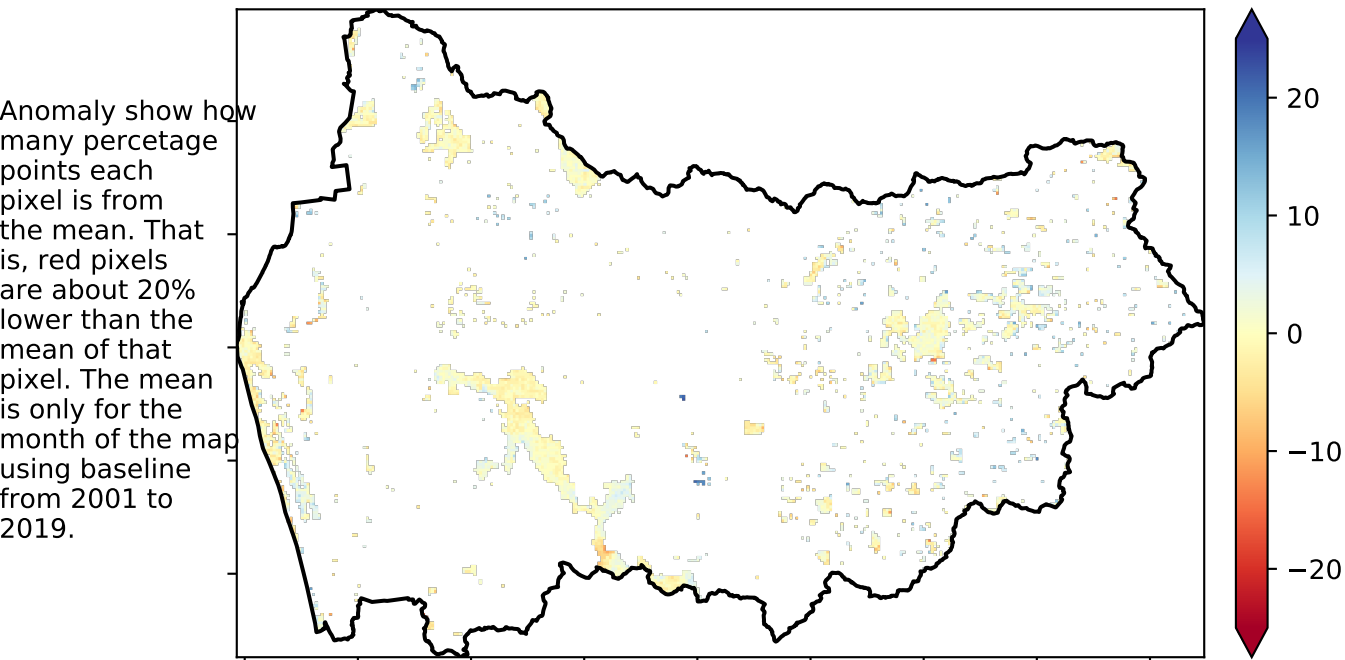 Anomaly show how
many percetage
points each
pixel is from
the mean. That
is, red pixels
are about 20%
lower than the
mean of that
pixel. The mean
is only for the
month of the map
using baseline
from 2001 to
2019.
20
10
0
−10
−20